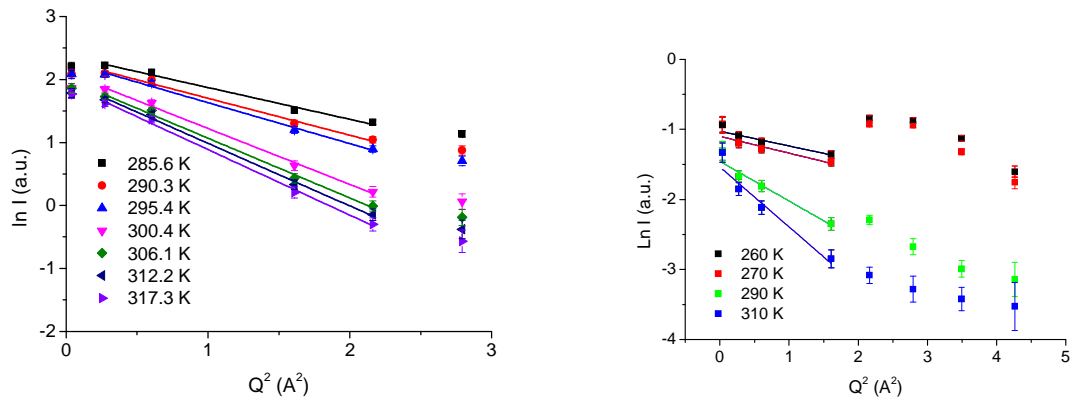 3
2
1
0
-1
-2
ln I (a.u.)
285.6 K
290.3 K
295.4 K
300.4 K
306.1 K
312.2 K
317.3 K
0 1 2 3
Q² (A²)
0
-1
-2
-3
-4
Ln I (a.u.)
260 K
270 K
290 K
310 K
0 1 2 3 4 5
Q² (A²)